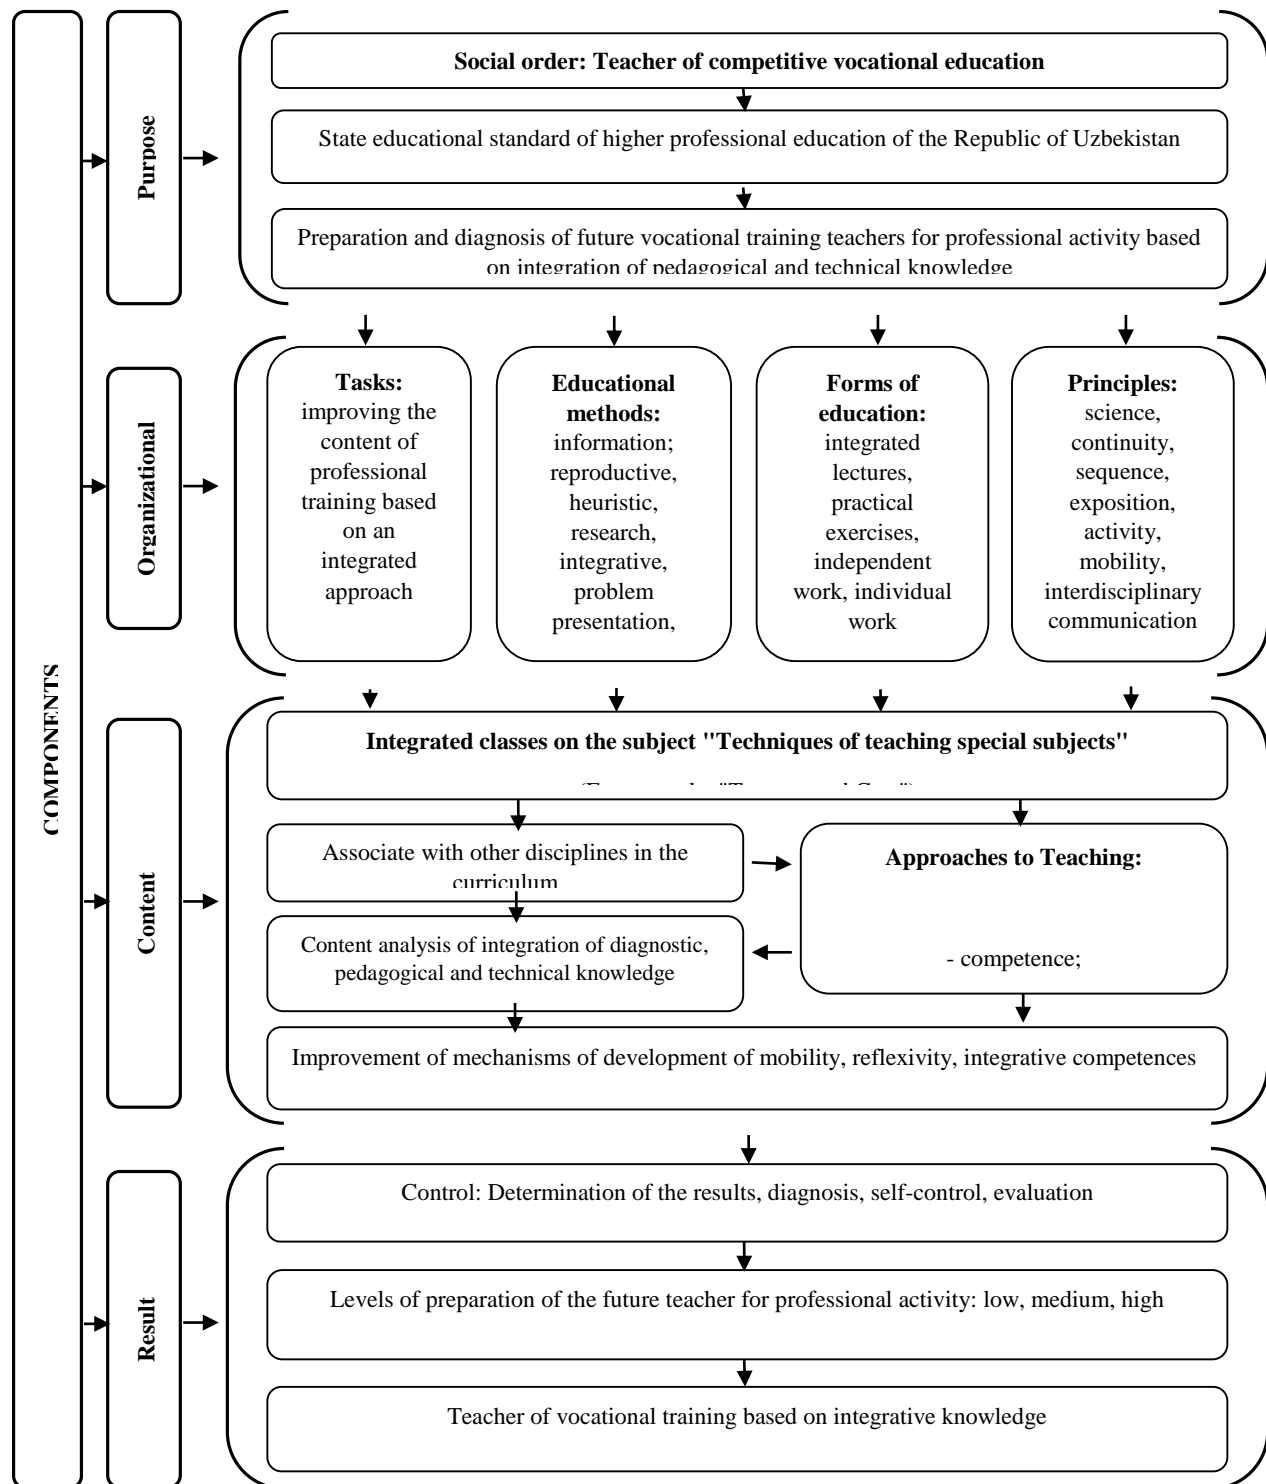 COMPONENTS
Purpose
Social order: Teacher of competitive vocational education
State educational standard of higher professional education of the Republic of Uzbekistan
Preparation and diagnosis of future vocational training teachers for professional activity based
on integration of pedagogical and technical knowledge
Organizational
Tasks:
improving the
content of
professional
training based
on an
integrated
approach
Educational
methods:
information;
reproductive,
heuristic,
research,
integrative,
problem
presentation,
Forms of
education:
integrated
lectures,
practical
exercises,
independent
work, individual
work
Principles:
science,
continuity,
sequence,
exposition,
activity,
mobility,
interdisciplinary
communication
Content
Integrated classes on the subject "Techniques of teaching special subjects"
Associate with other disciplines in the
curriculum
Approaches to Teaching:
- competence;
Content analysis of integration of diagnostic,
pedagogical and technical knowledge
Improvement of mechanisms of development of mobility, reflexivity, integrative competences
Result
Control: Determination of the results, diagnosis, self-control, evaluation
Levels of preparation of the future teacher for professional activity: low, medium, high
Teacher of vocational training based on integrative knowledge